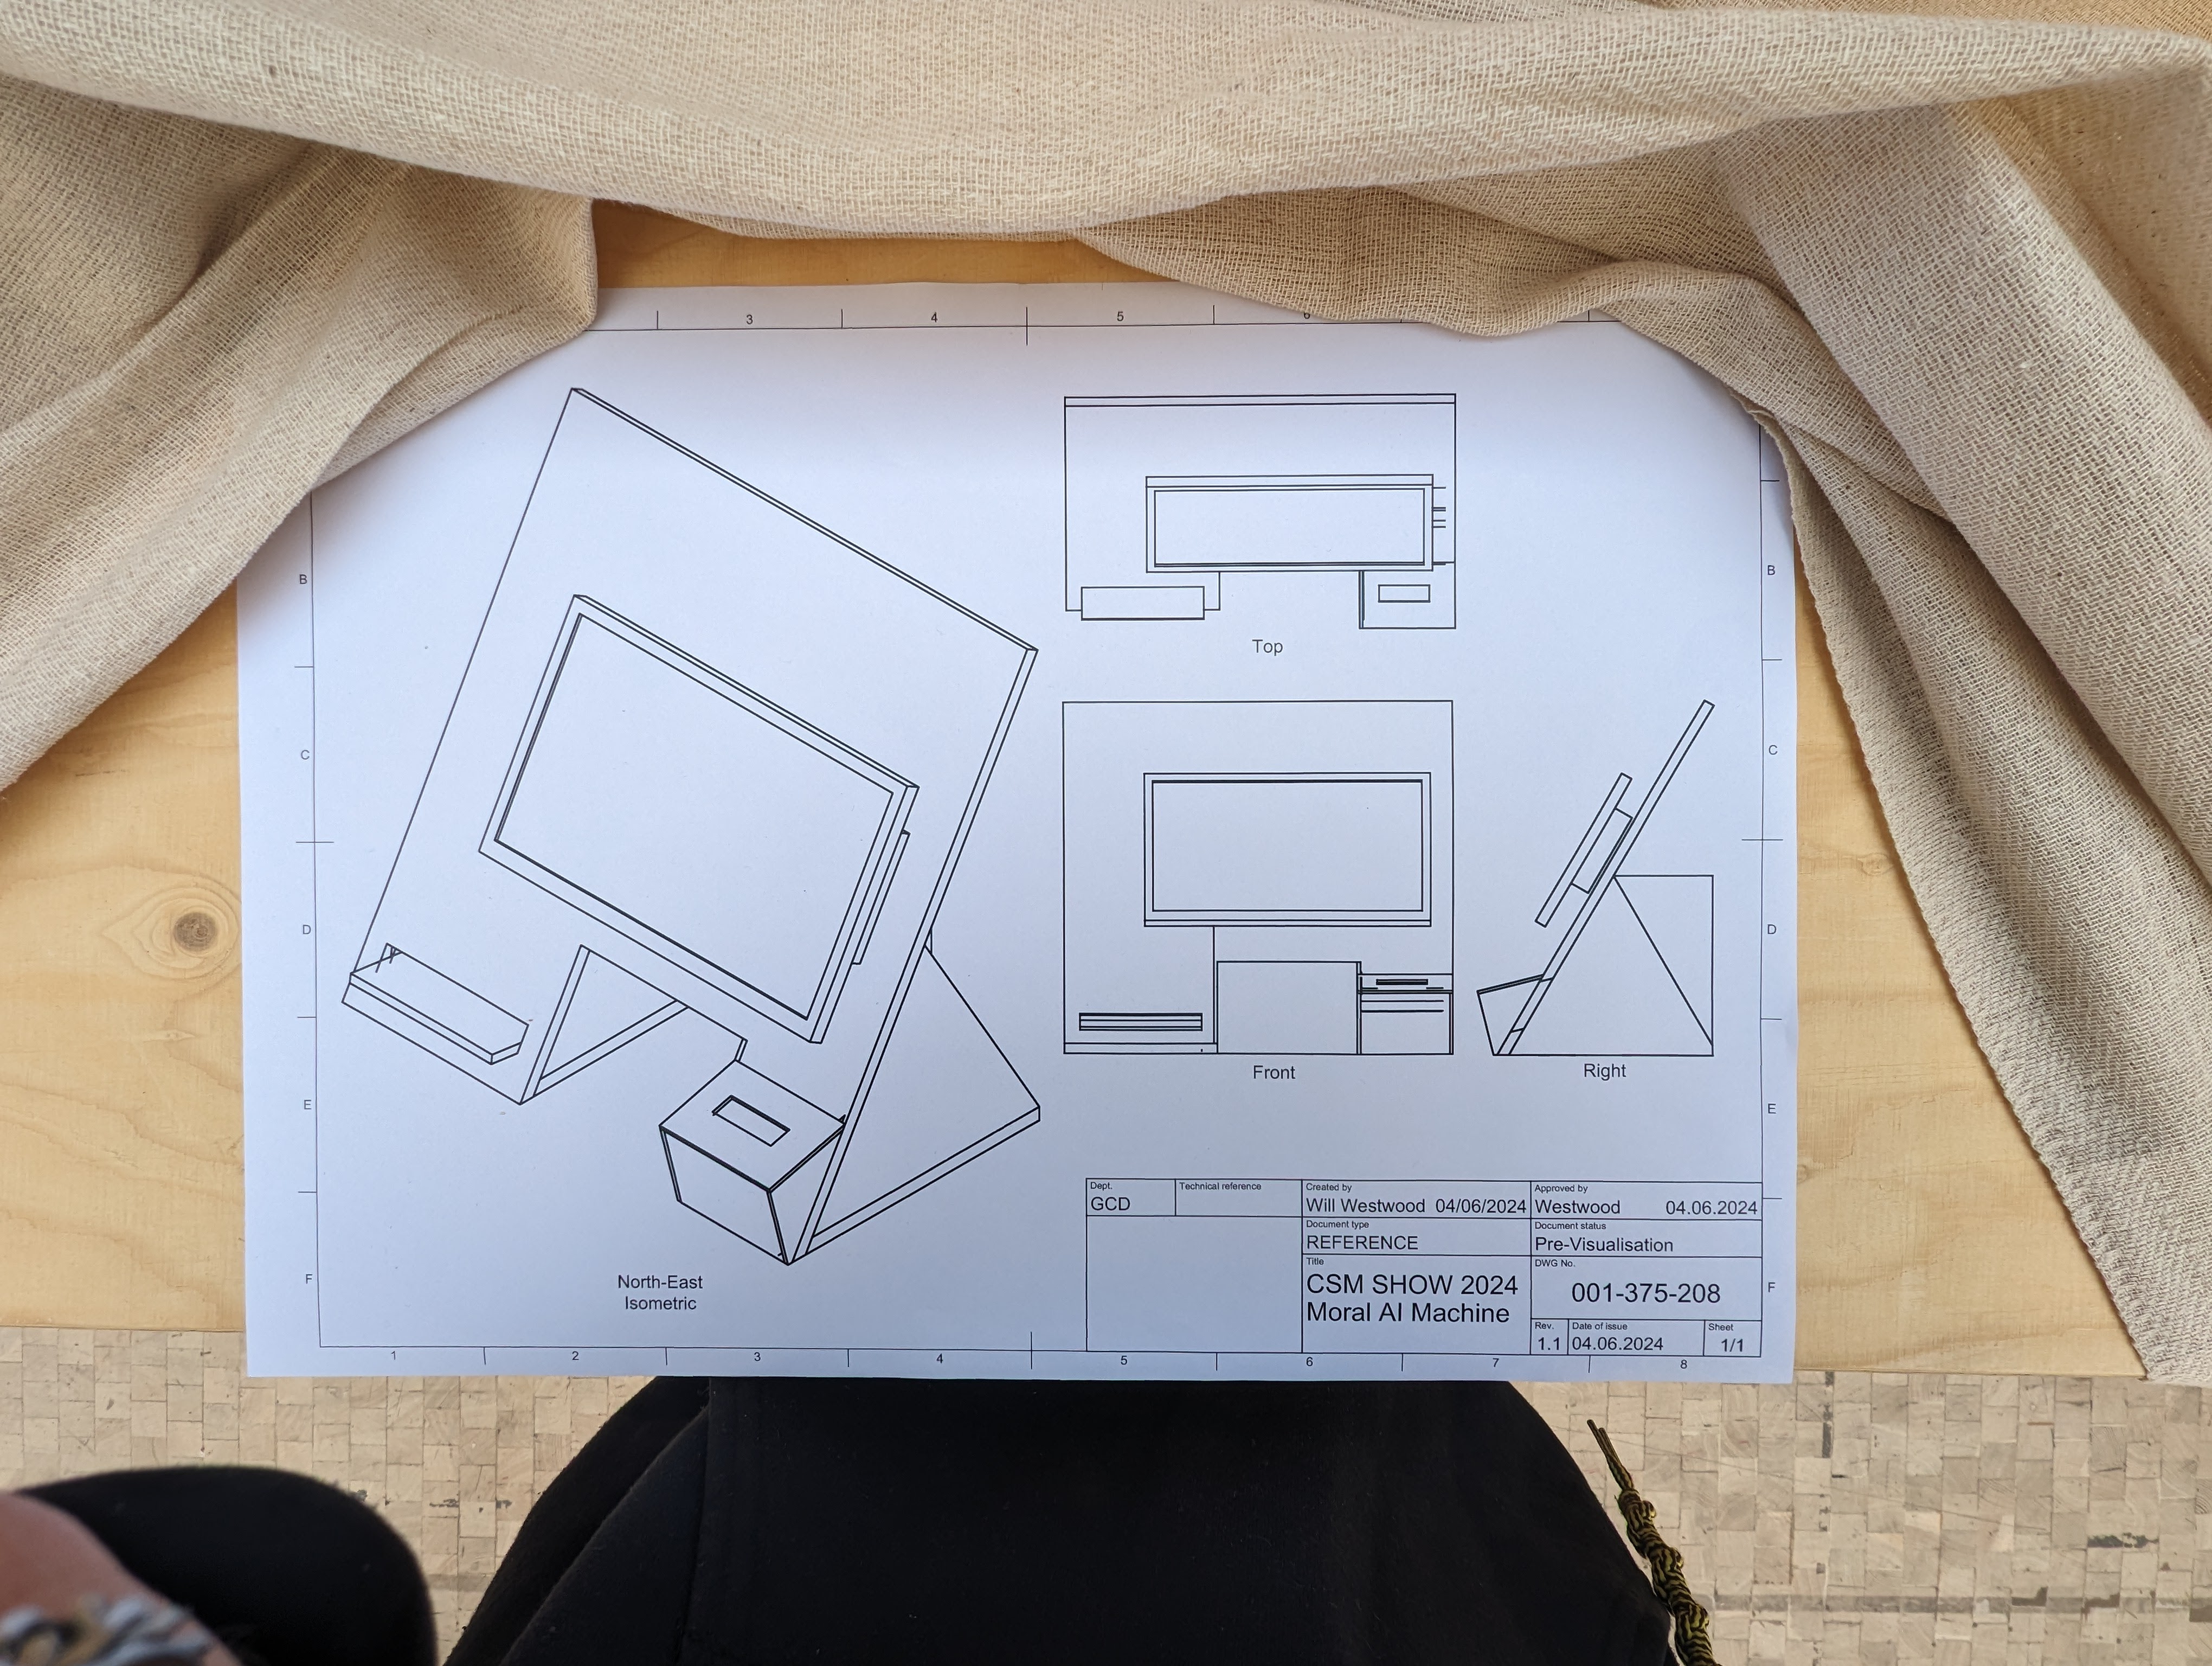 3 4 5 6
B B
Top
C C
D D
Front Right
E E
Dept. Technical reference Created by Approved by
GCD Will Westwood 04/06/2024 Westwood 04.06.2024
Document type Document status
REFERENCE Pre-Visualisation
Title DWG No.
CSM SHOW 2024 001-375-208
Moral AI Machine
Rev. Date of issue Sheet
1.1 04.06.2024 1/1
F F
North-East
Isometric
1 2 3 4 5 6 7 8